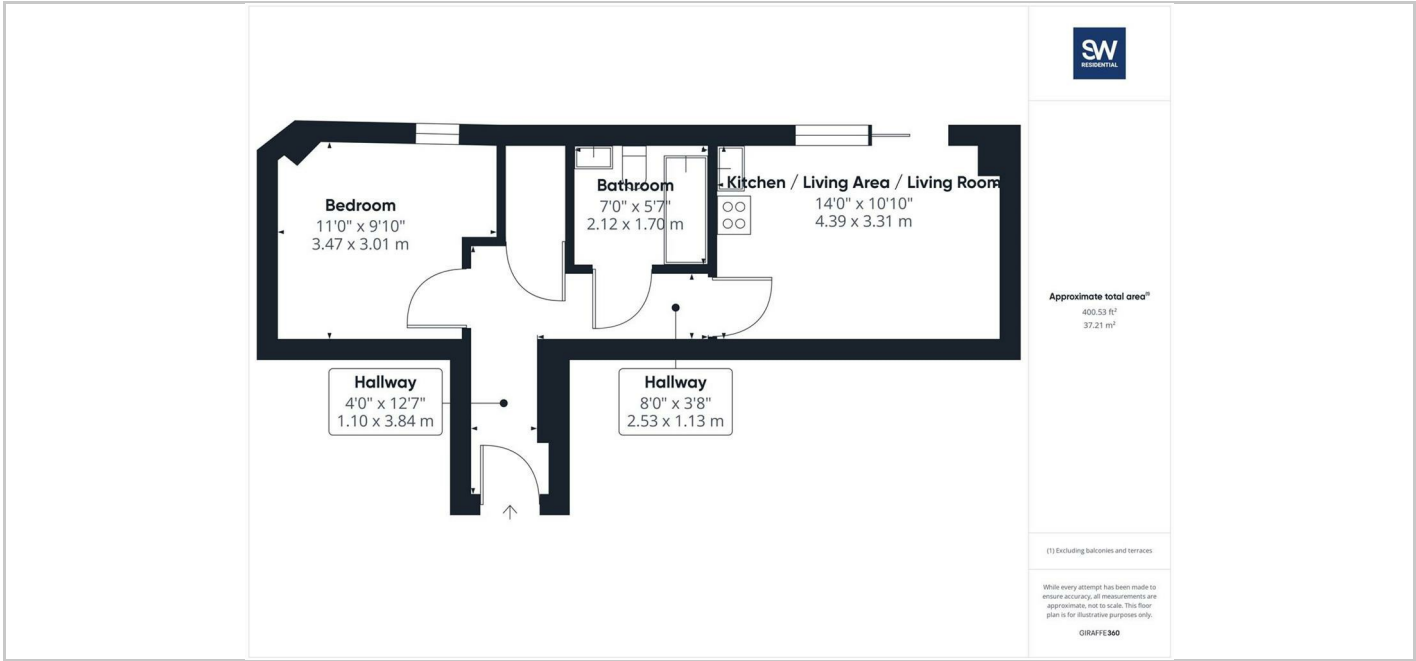 SW
RESIDENTIAL
Bedroom
11'0" x 9'10"
3.47 x 3.01 m
Bathroom
7'0" x 5'7"
2.12 x 1.70 m
Kitchen / Living Area / Living Room
14'0" x 10'10"
4.39 x 3.31 m
Hallway
4'0" x 12'7"
1.10 x 3.84 m
Hallway
8'0" x 3'8"
2.53 x 1.13 m
Approximate total area⁽¹⁾
400.53 ft²
37.21 m²
(1) Excluding balconies and terraces
While every attempt has been made to
ensure accuracy, all measurements are
approximate, not to scale. This floor
plan is for illustrative purposes only.
GIRAFFE360